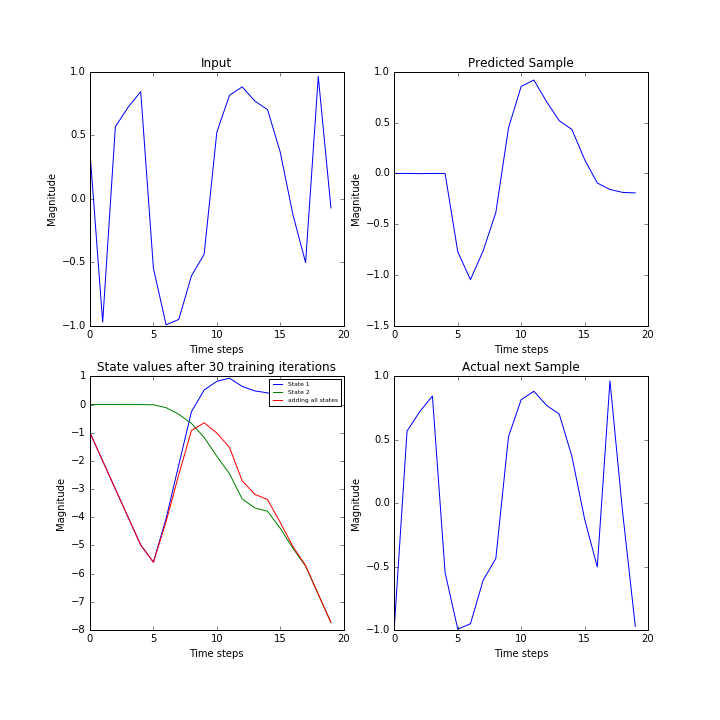 Input
1.0
0.5
0.0
−0.5
−1.0
Magnitude
0 5 10 15 20
Time steps
Predicted Sample
1.0
0.5
0.0
−0.5
−1.0
−1.5
Magnitude
0 5 10 15 20
Time steps
State values after 30 training iterations
1
0
−1
−2
−3
−4
−5
−6
−7
−8
Magnitude
State 1
State 2
adding all states
0 5 10 15 20
Time steps
Actual next Sample
1.0
0.5
0.0
−0.5
−1.0
Magnitude
0 5 10 15 20
Time steps